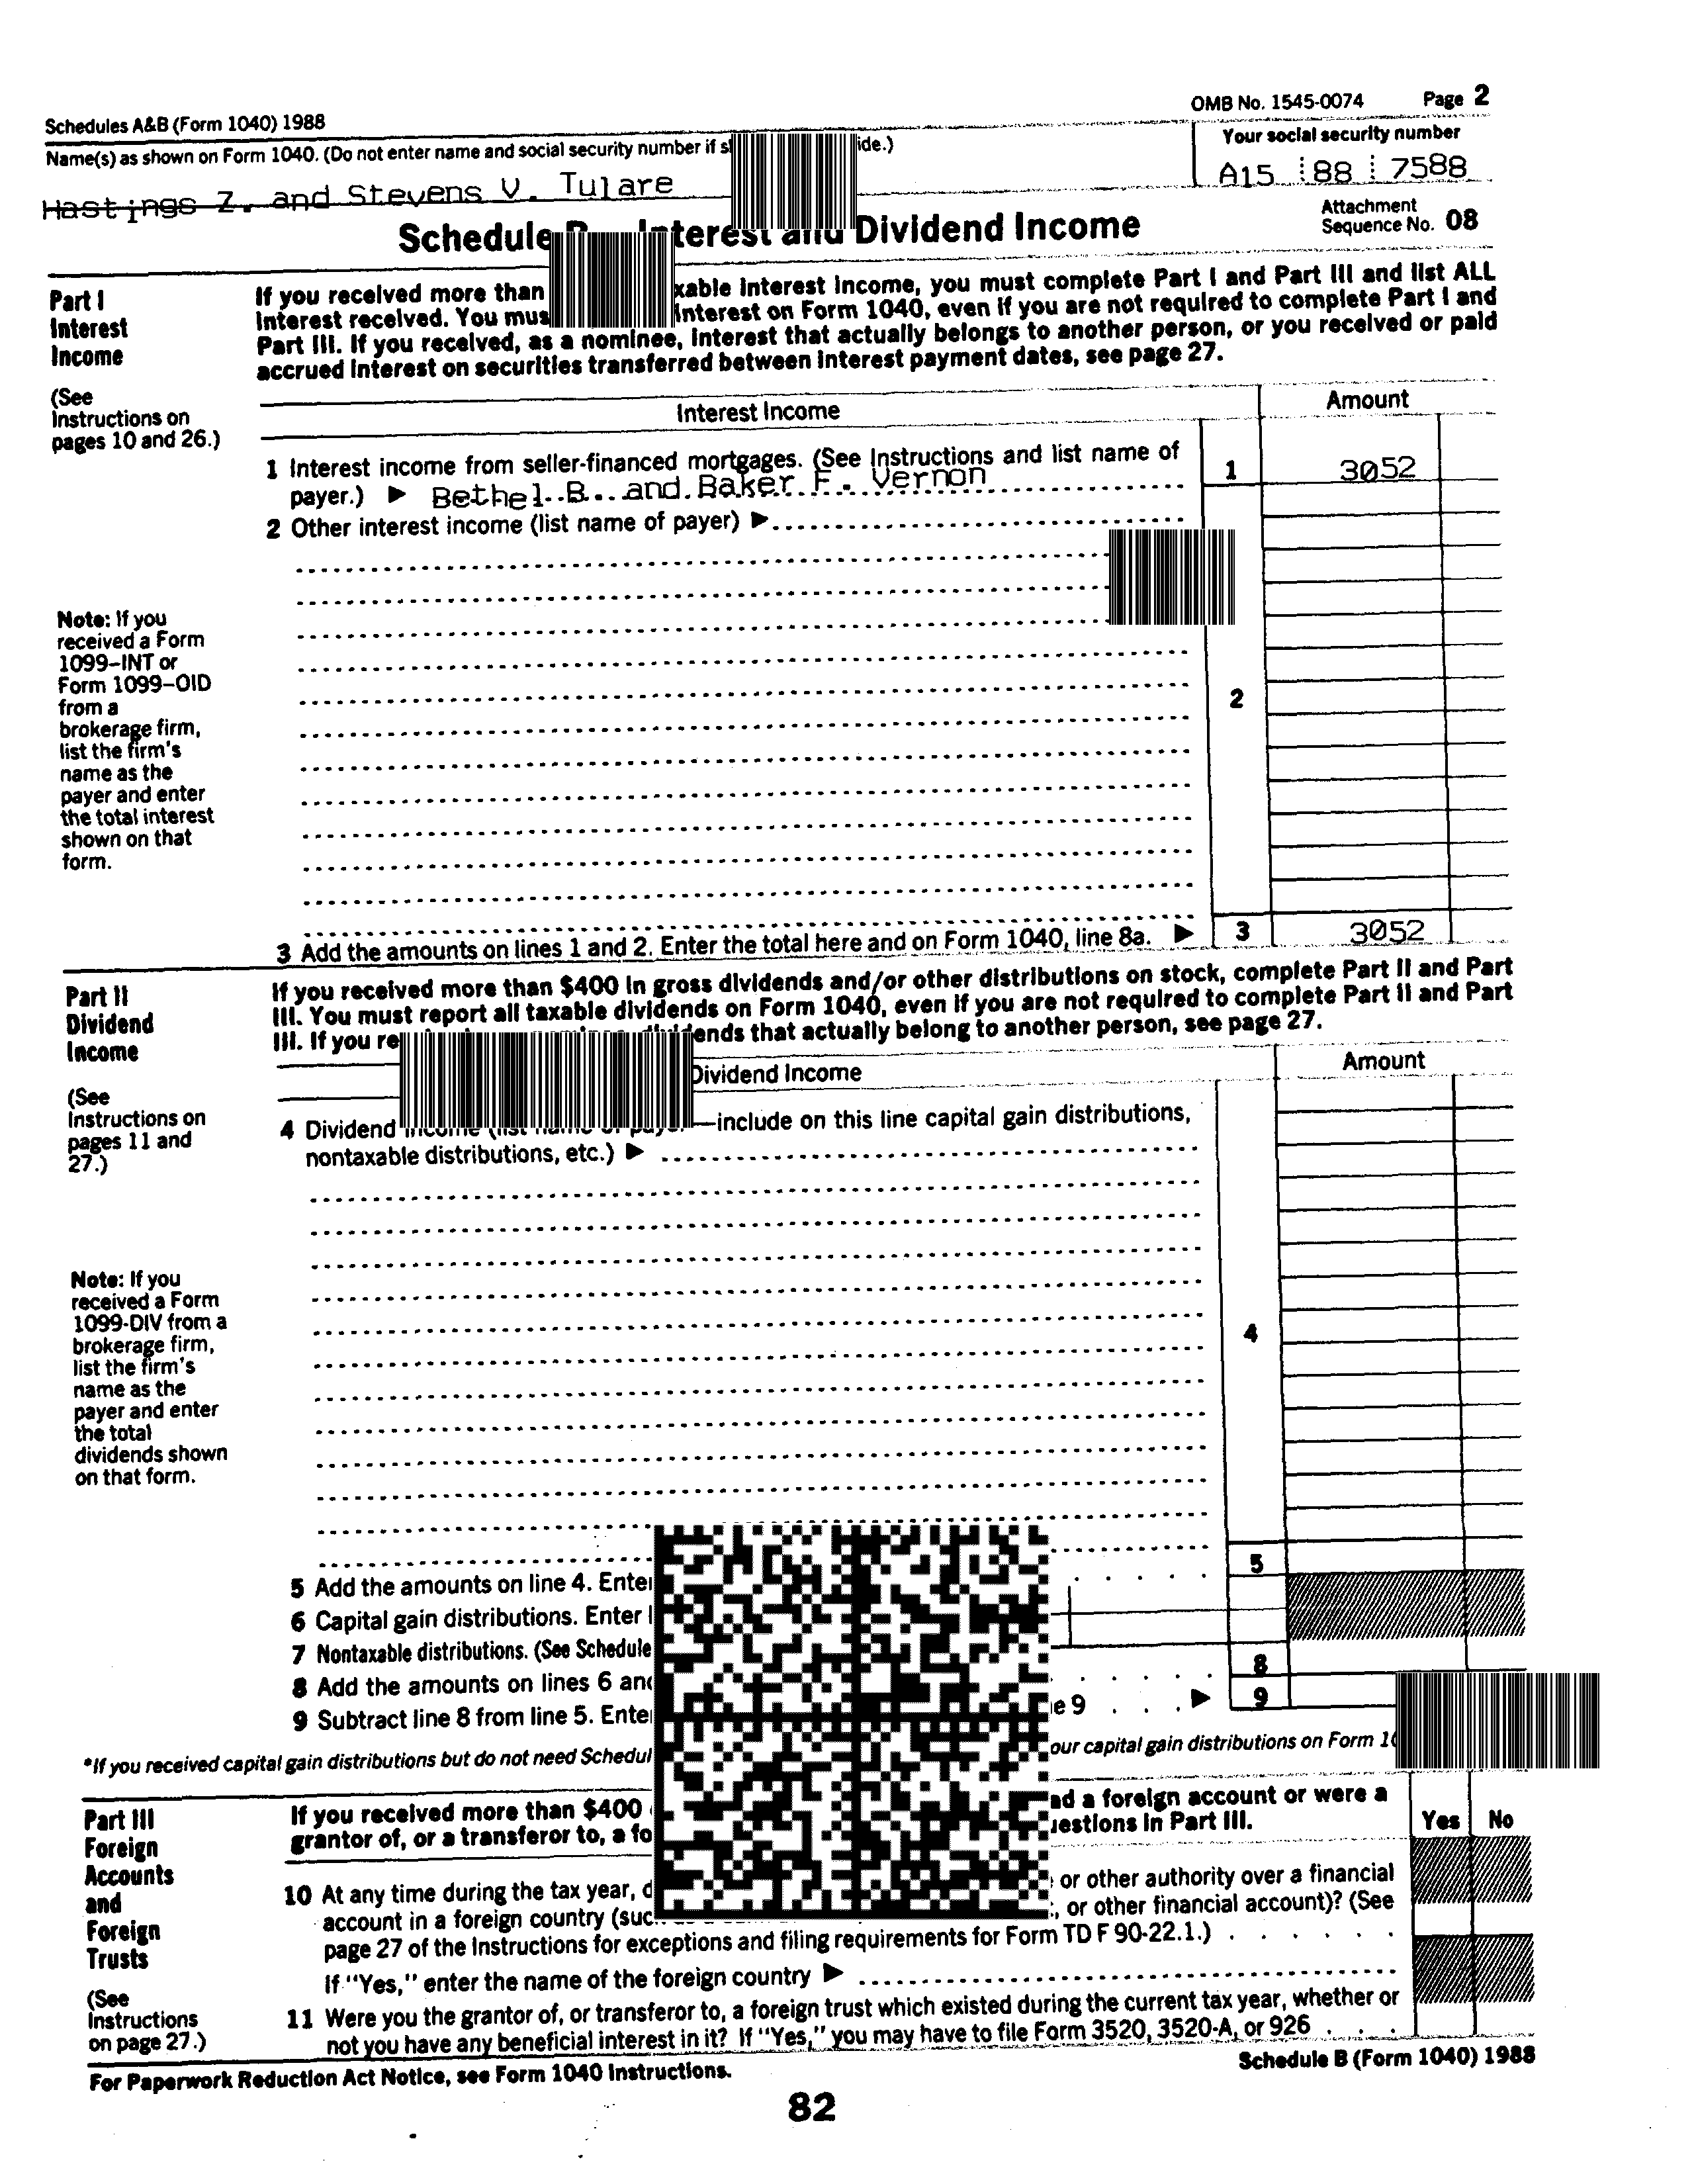 Schedules A&B (Form 1040) 1988
OMB No. 1545-0074 Page 2
Name(s) as shown on Form 1040. (Do not enter name and social security number if ide.)
Your social security number
Hastings Z. and Stevens V. Tulare
A15 88 7588
Schedule Interest and Dividend Income
Attachment
Sequence No. 08
Part I
Interest
Income
(See
Instructions on
pages 10 and 26.)
If you received more than xable interest income, you must complete Part I and Part III and list ALL
interest received. You mus interest on Form 1040, even if you are not required to complete Part I and
Part III. If you received, as a nominee, interest that actually belongs to another person, or you received or paid
accrued interest on securities transferred between interest payment dates, see page 27.
Interest Income Amount
1 Interest income from seller-financed mortgages. (See Instructions and list name of
payer.) ▶ Bethel B. and Baker F. Vernon 1 3052
2 Other interest income (list name of payer) ▶
Note: If you
received a Form
1099–INT or
Form 1099–OID
from a
brokerage firm,
list the firm's
name as the
payer and enter
the total interest
shown on that
form.
2
3 Add the amounts on lines 1 and 2. Enter the total here and on Form 1040, line 8a. ▶ 3 3052
Part II
Dividend
Income
(See
Instructions on
pages 11 and
27.)
If you received more than $400 in gross dividends and/or other distributions on stock, complete Part II and Part
III. You must report all taxable dividends on Form 1040, even if you are not required to complete Part II and Part
III. If you re dividends that actually belong to another person, see page 27.
Dividend Income Amount
4 Dividend income (list name of payer—include on this line capital gain distributions,
nontaxable distributions, etc.) ▶
Note: If you
received a Form
1099-DIV from a
brokerage firm,
list the firm's
name as the
payer and enter
the total
dividends shown
on that form.
4
5 Add the amounts on line 4. Enter 5
6 Capital gain distributions. Enter
7 Nontaxable distributions. (See Schedule
8 Add the amounts on lines 6 and 8
9 Subtract line 8 from line 5. Enter e 9 ▶ 9
*If you received capital gain distributions but do not need Schedul our capital gain distributions on Form 10
Part III
Foreign
Accounts
and
Foreign
Trusts
(See
Instructions
on page 27.)
If you received more than $400 ad a foreign account or were a
grantor of, or a transferor to, a fo uestions in Part III.
Yes No
10 At any time during the tax year, d or other authority over a financial
account in a foreign country (suc , or other financial account)? (See
page 27 of the Instructions for exceptions and filing requirements for Form TD F 90-22.1.)
If "Yes," enter the name of the foreign country ▶
11 Were you the grantor of, or transferor to, a foreign trust which existed during the current tax year, whether or
not you have any beneficial interest in it? If "Yes," you may have to file Form 3520, 3520-A, or 926
For Paperwork Reduction Act Notice, see Form 1040 Instructions.
Schedule B (Form 1040) 1988
82